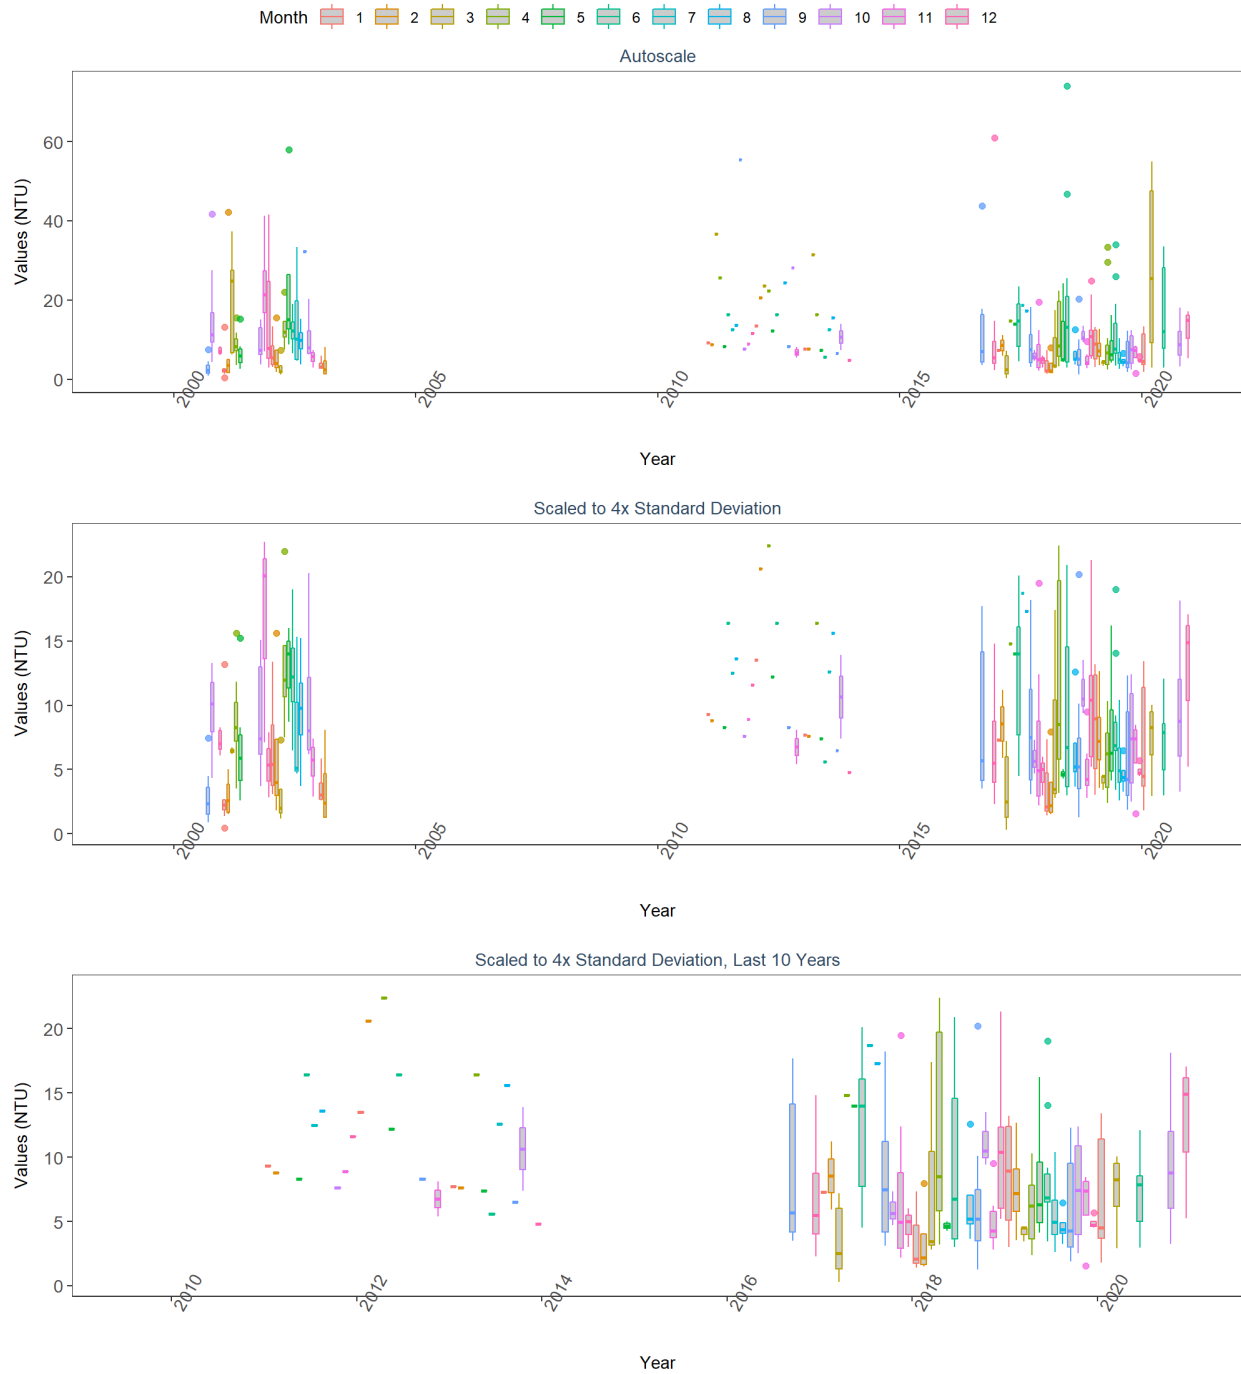 Month 1 2 3 4 5 6 7 8 9 10 11 12
Autoscale
Values (NTU)
60
40
20
0
2000 2005 2010 2015 2020
Year
Scaled to 4x Standard Deviation
Values (NTU)
20
15
10
5
0
2000 2005 2010 2015 2020
Year
Scaled to 4x Standard Deviation, Last 10 Years
Values (NTU)
20
15
10
5
0
2010 2012 2014 2016 2018 2020
Year